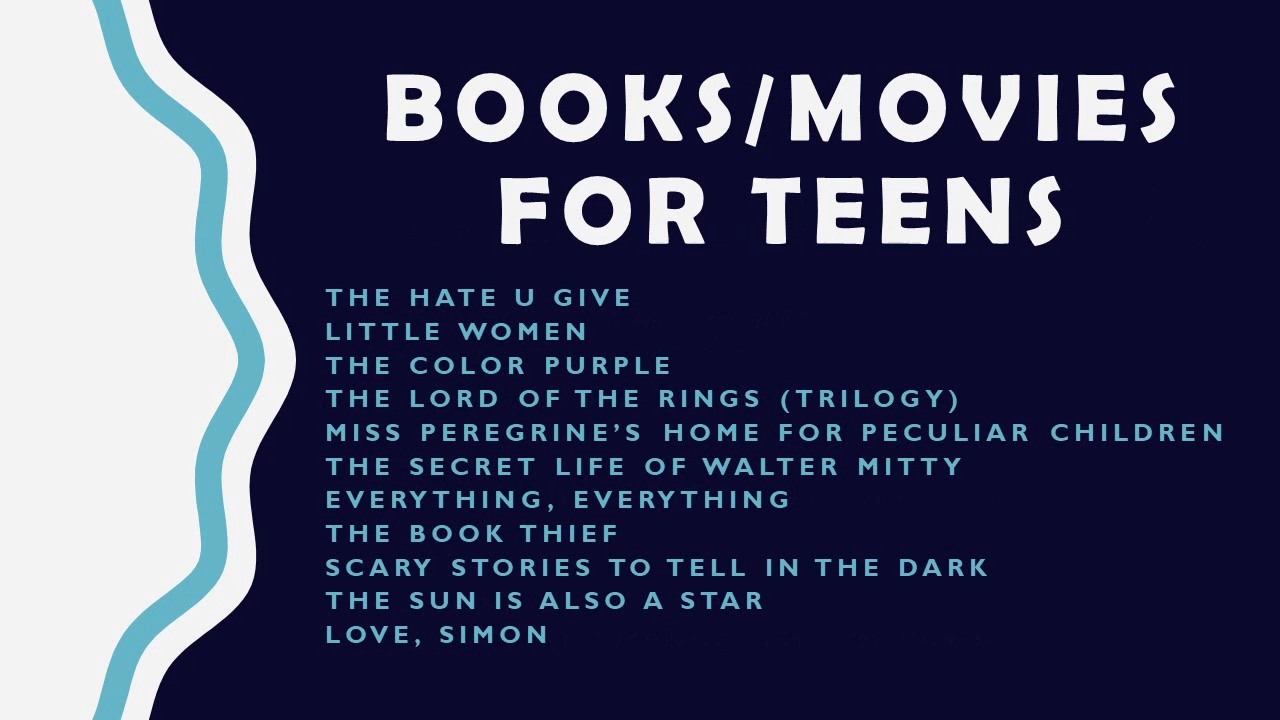 BOOKS/MOVIES
FOR TEENS
THE HATE U GIVE
LITTLE WOMEN
THE COLOR PURPLE
THE LORD OF THE RINGS (TRILOGY)
MISS PEREGRINE’S HOME FOR PECULIAR CHILDREN
THE SECRET LIFE OF WALTER MITTY
EVERYTHING, EVERYTHING
THE BOOK THIEF
SCARY STORIES TO TELL IN THE DARK
THE SUN IS ALSO A STAR
LOVE, SIMON